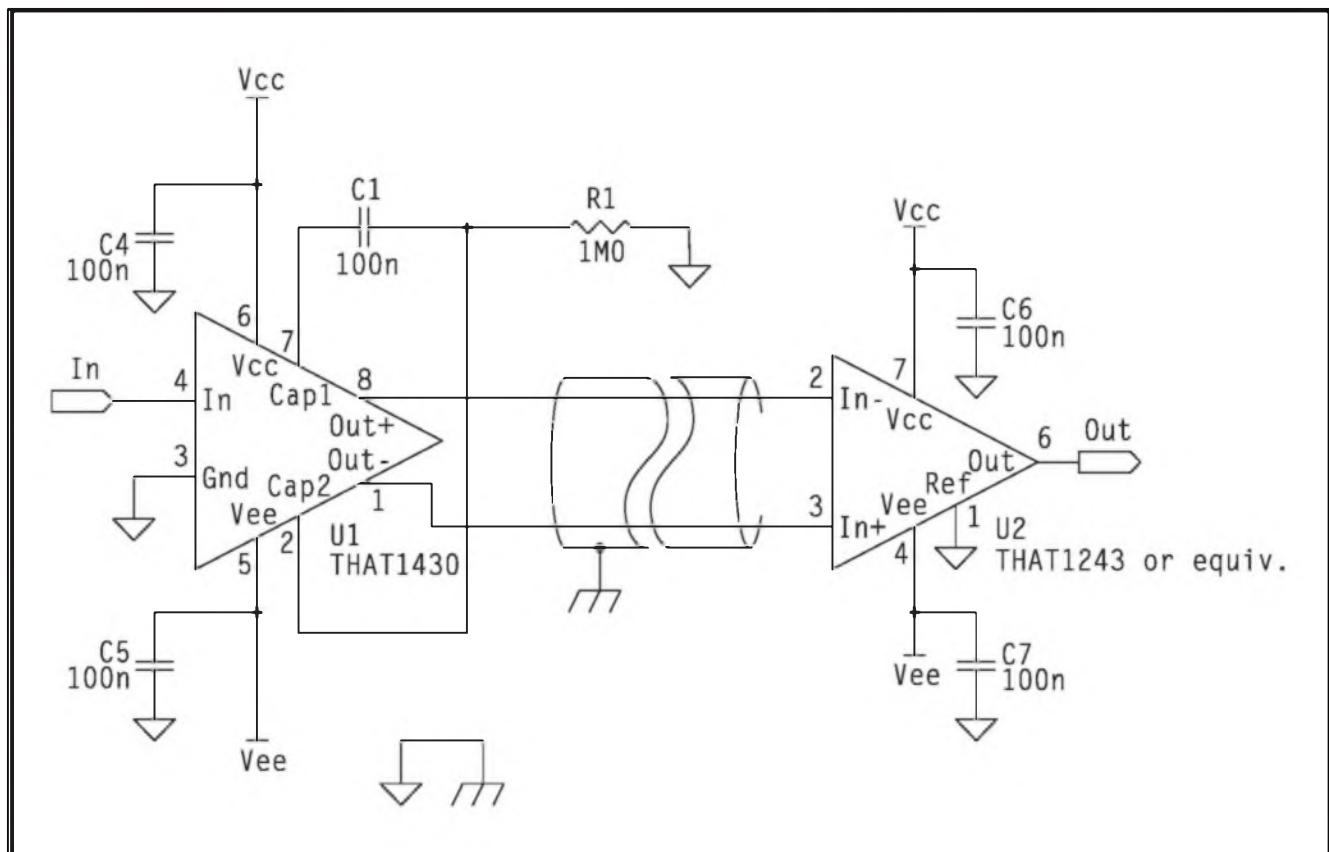 Vcc
C1
R1
Vcc
C4
100n
100n
1M0
C6
100n
6
7
In
4
Vcc
Cap1
8
2
7
In
Out+
In-
Vcc
3
Out-
6
Out
Gnd
Cap2
1
3
Out
Vee
Ref
2
U1
In+
Vee
1
U2
5
THAT1430
4
THAT1243 or equiv.
C5
100n
Vee
C7
100n
Vee